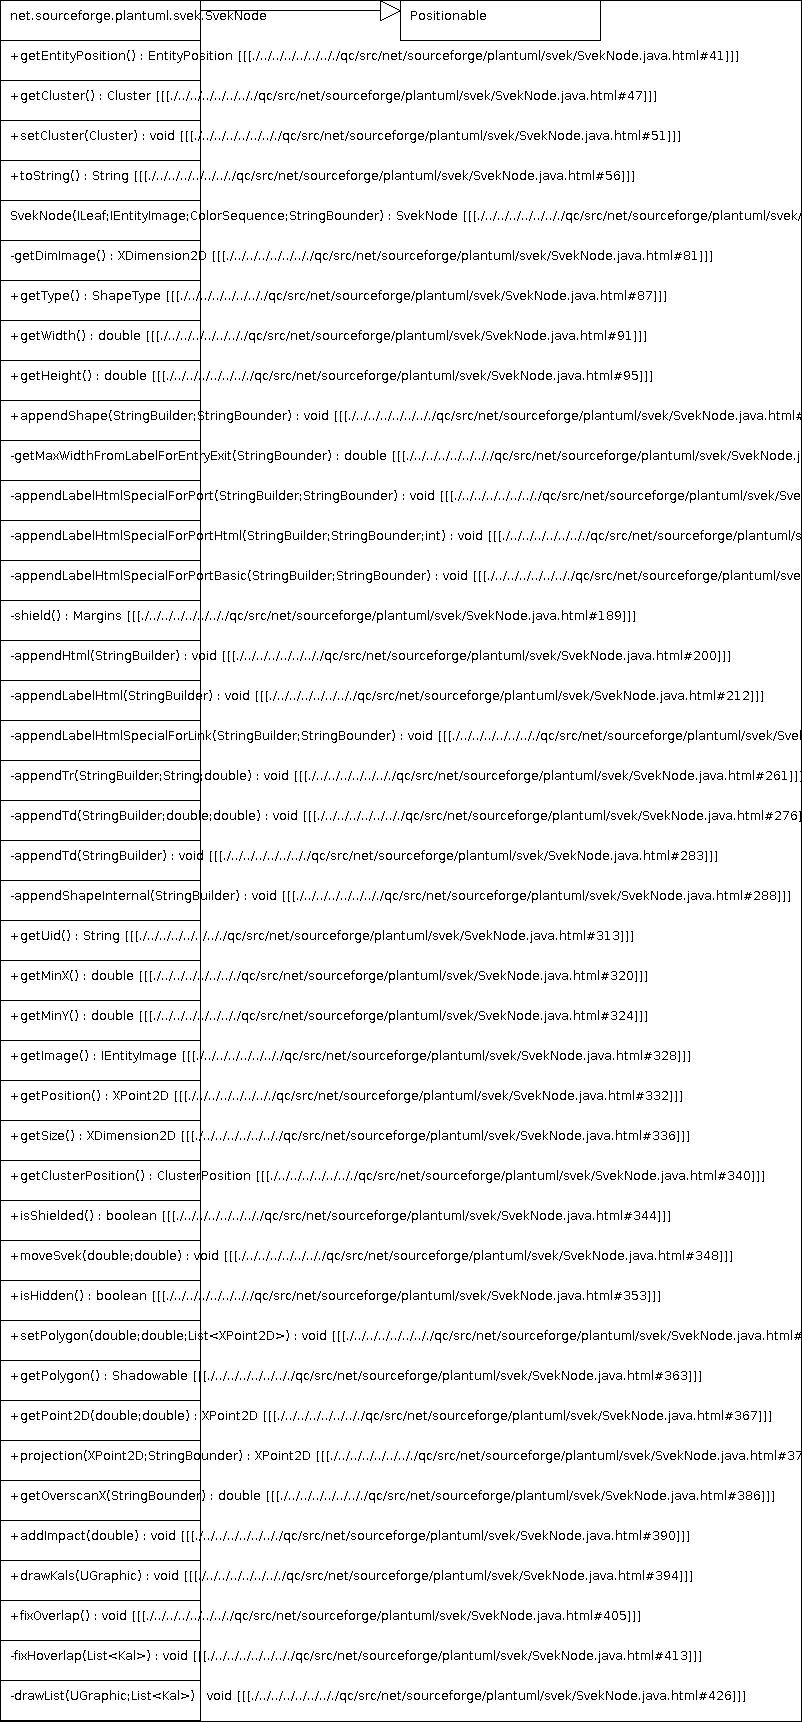 net.sourceforge.plantuml.svek.SvekNode
Positionable
+getEntityPosition() : EntityPosition [[[./../../../../../../../qc/src/net/sourceforge/plantuml/svek/SvekNode.java.html#41]]]
+getCluster() : Cluster [[[./../../../../../../../qc/src/net/sourceforge/plantuml/svek/SvekNode.java.html#47]]]
+setCluster(Cluster) : void [[[./../../../../../../../qc/src/net/sourceforge/plantuml/svek/SvekNode.java.html#51]]]
+toString() : String [[[./../../../../../../../qc/src/net/sourceforge/plantuml/svek/SvekNode.java.html#56]]]
SvekNode(ILeaf;IEntityImage;ColorSequence;StringBounder) : SvekNode [[[./../../../../../../../qc/src/net/sourceforge/plantuml/svek/
-getDimImage() : XDimension2D [[[./../../../../../../../qc/src/net/sourceforge/plantuml/svek/SvekNode.java.html#81]]]
+getType() : ShapeType [[[./../../../../../../../qc/src/net/sourceforge/plantuml/svek/SvekNode.java.html#87]]]
+getWidth() : double [[[./../../../../../../../qc/src/net/sourceforge/plantuml/svek/SvekNode.java.html#91]]]
+getHeight() : double [[[./../../../../../../../qc/src/net/sourceforge/plantuml/svek/SvekNode.java.html#95]]]
+appendShape(StringBuilder;StringBounder) : void [[[./../../../../../../../qc/src/net/sourceforge/plantuml/svek/SvekNode.java.html#
-getMaxWidthFromLabelForEntryExit(StringBounder) : double [[[./../../../../../../../qc/src/net/sourceforge/plantuml/svek/SvekNode.j
-appendLabelHtmlSpecialForPort(StringBuilder;StringBounder) : void [[[./../../../../../../../qc/src/net/sourceforge/plantuml/svek/Sve
-appendLabelHtmlSpecialForPortHtml(StringBuilder;StringBounder;int) : void [[[./../../../../../../../qc/src/net/sourceforge/plantuml/s
-appendLabelHtmlSpecialForPortBasic(StringBuilder;StringBounder) : void [[[./../../../../../../../qc/src/net/sourceforge/plantuml/sve
-shield() : Margins [[[./../../../../../../../qc/src/net/sourceforge/plantuml/svek/SvekNode.java.html#189]]]
-appendHtml(StringBuilder) : void [[[./../../../../../../../qc/src/net/sourceforge/plantuml/svek/SvekNode.java.html#200]]]
-appendLabelHtml(StringBuilder) : void [[[./../../../../../../../qc/src/net/sourceforge/plantuml/svek/SvekNode.java.html#212]]]
-appendLabelHtmlSpecialForLink(StringBuilder;StringBounder) : void [[[./../../../../../../../qc/src/net/sourceforge/plantuml/svek/Svel
-appendTr(StringBuilder;String;double) : void [[[./../../../../../../../qc/src/net/sourceforge/plantuml/svek/SvekNode.java.html#261]]]
-appendTd(StringBuilder;double;double) : void [[[./../../../../../../../qc/src/net/sourceforge/plantuml/svek/SvekNode.java.html#276]
-appendTd(StringBuilder) : void [[[./../../../../../../../qc/src/net/sourceforge/plantuml/svek/SvekNode.java.html#283]]]
-appendShapeInternal(StringBuilder) : void [[[./../../../../../../../qc/src/net/sourceforge/plantuml/svek/SvekNode.java.html#288]]]
+getUid() : String [[[./../../../../../../../qc/src/net/sourceforge/plantuml/svek/SvekNode.java.html#313]]]
+getMinX() : double [[[./../../../../../../../qc/src/net/sourceforge/plantuml/svek/SvekNode.java.html#320]]]
+getMinY() : double [[[./../../../../../../../qc/src/net/sourceforge/plantuml/svek/SvekNode.java.html#324]]]
+getImage() : IEntityImage [[[./../../../../../../../qc/src/net/sourceforge/plantuml/svek/SvekNode.java.html#328]]]
+getPosition() : XPoint2D [[[./../../../../../../../qc/src/net/sourceforge/plantuml/svek/SvekNode.java.html#332]]]
+getSize() : XDimension2D [[[./../../../../../../../qc/src/net/sourceforge/plantuml/svek/SvekNode.java.html#336]]]
+getClusterPosition() : ClusterPosition [[[./../../../../../../../qc/src/net/sourceforge/plantuml/svek/SvekNode.java.html#340]]]
+isShielded() : boolean [[[./../../../../../../../qc/src/net/sourceforge/plantuml/svek/SvekNode.java.html#344]]]
+moveSvek(double;double) : void [[[./../../../../../../../qc/src/net/sourceforge/plantuml/svek/SvekNode.java.html#348]]]
+isHidden() : boolean [[[./../../../../../../../qc/src/net/sourceforge/plantuml/svek/SvekNode.java.html#353]]]
+setPolygon(double;double;List<XPoint2D>) : void [[[./../../../../../../../qc/src/net/sourceforge/plantuml/svek/SvekNode.java.html#
+getPolygon() : Shadowable [[[./../../../../../../../qc/src/net/sourceforge/plantuml/svek/SvekNode.java.html#363]]]
+getPoint2D(double;double) : XPoint2D [[[./../../../../../../../qc/src/net/sourceforge/plantuml/svek/SvekNode.java.html#367]]]
+projection(XPoint2D;StringBounder) : XPoint2D [[[./../../../../../../../qc/src/net/sourceforge/plantuml/svek/SvekNode.java.html#37
+getOverscanX(StringBounder) : double [[[./../../../../../../../qc/src/net/sourceforge/plantuml/svek/SvekNode.java.html#386]]]
+addImpact(double) : void [[[./../../../../../../../qc/src/net/sourceforge/plantuml/svek/SvekNode.java.html#390]]]
+drawKals(UGraphic) : void [[[./../../../../../../../qc/src/net/sourceforge/plantuml/svek/SvekNode.java.html#394]]]
+fixOverlap() : void [[[./../../../../../../../qc/src/net/sourceforge/plantuml/svek/SvekNode.java.html#405]]]
-fixHoverlap(List<Kal>) : void [[[./../../../../../../../qc/src/net/sourceforge/plantuml/svek/SvekNode.java.html#413]]]
-drawList(UGraphic;List<Kal>) : void [[[./../../../../../../../qc/src/net/sourceforge/plantuml/svek/SvekNode.java.html#426]]]